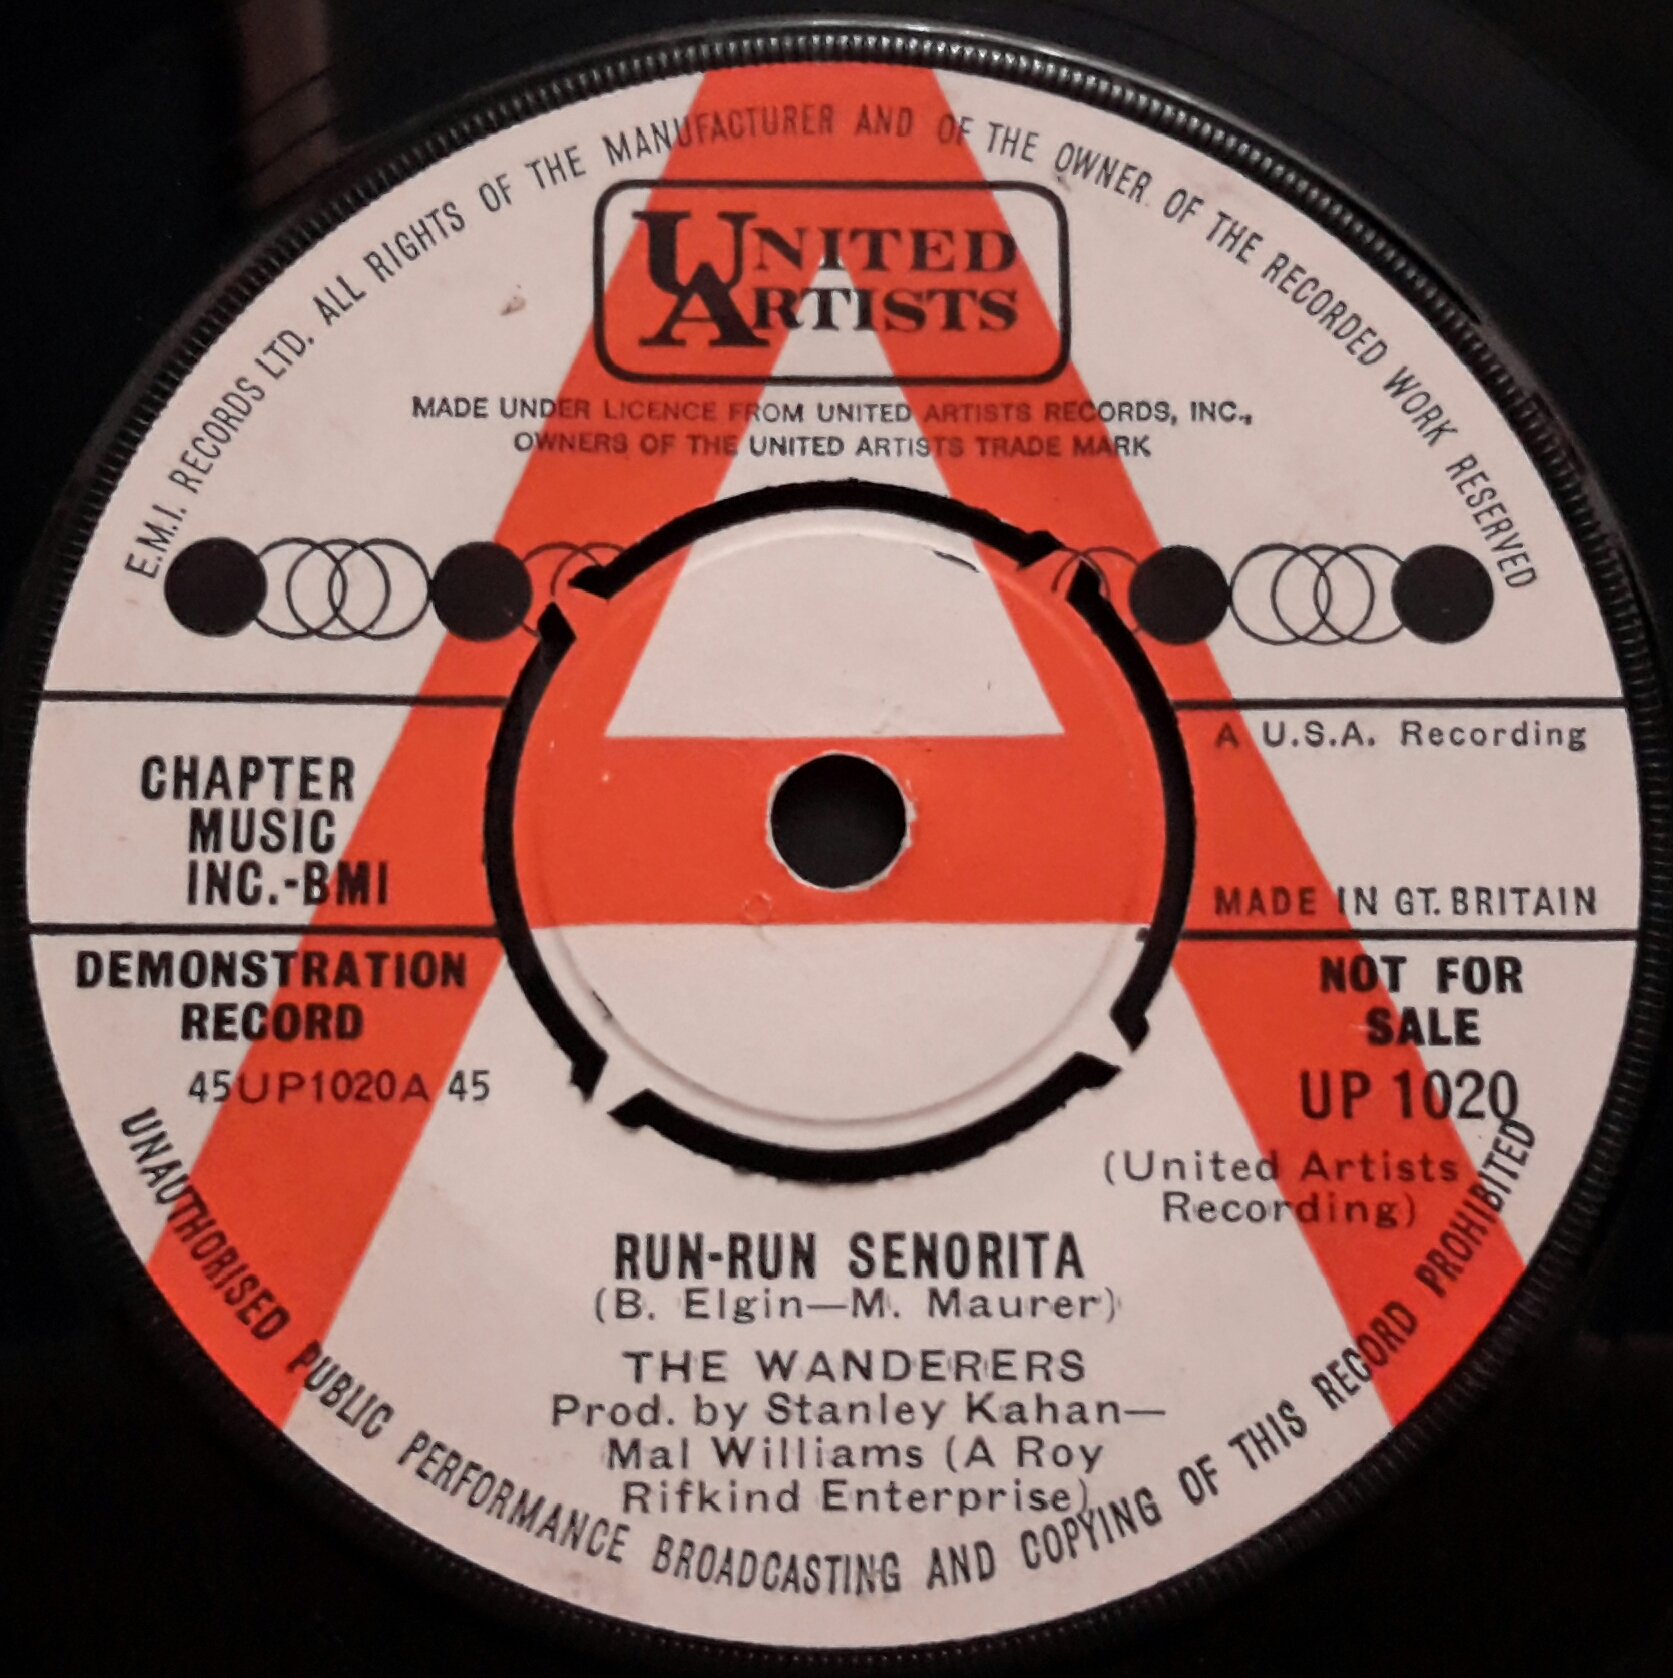 E.M.I. RECORDS LTD. ALL RIGHTS OF THE MANUFACTURER AND OF THE OWNER OF THE RECORDED WORK RESERVED
UNITED
ARTISTS
MADE UNDER LICENCE FROM UNITED ARTISTS RECORDS, INC.,
OWNERS OF THE UNITED ARTISTS TRADE MARK
A U.S.A. Recording
CHAPTER
MUSIC
INC.-BMI
MADE IN GT. BRITAIN
DEMONSTRATION
RECORD
45UP1020A 45
NOT FOR
SALE
UP 1020
(United Artists
Recording)
RUN-RUN SENORITA
(B. Elgin—M. Maurer)
THE WANDERERS
Prod. by Stanley Kahan—
Mal Williams (A Roy
Rifkind Enterprise)
UNAUTHORISED PUBLIC PERFORMANCE BROADCASTING AND COPYING OF THIS RECORD PROHIBITED